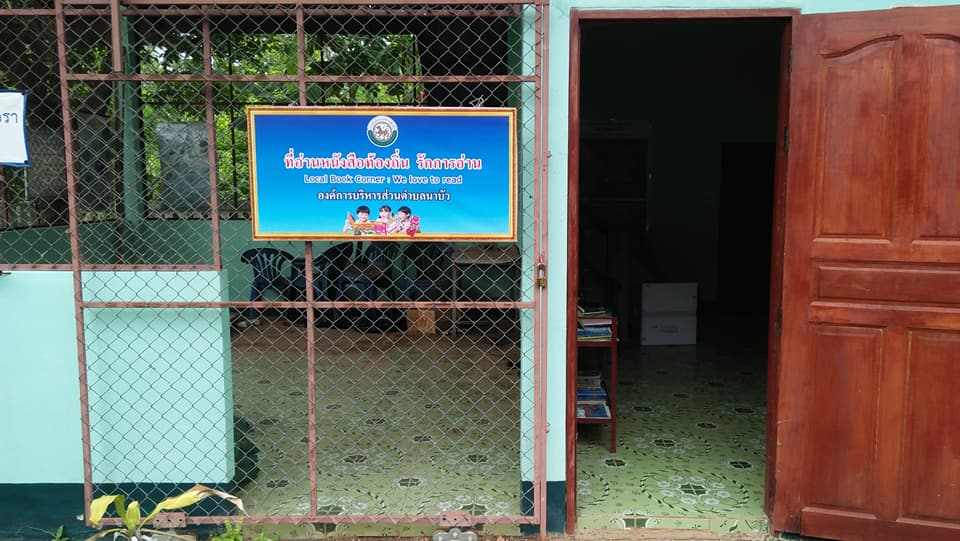 รา
ที่อ่านหนังสือท้องถิ่น รักการอ่าน
Local Book Corner : We love to read
องค์การบริหารส่วนตำบลนาบัว